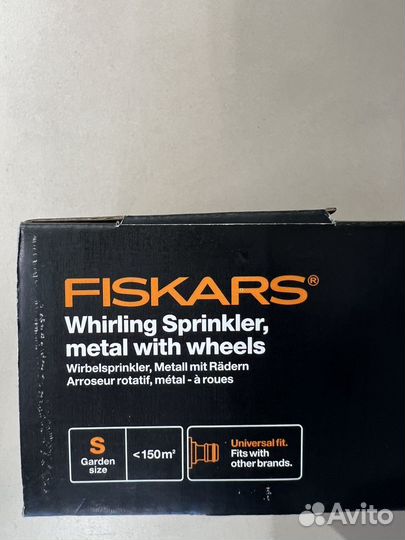 FISKARS®
Whirling Sprinkler,
metal with wheels
Wirbelsprinkler, Metall mit Rädern
Arroseur rotatif, métal - à roues
S
Garden
size
<150m²
Universal fit.
Fits with
other brands.
Avito